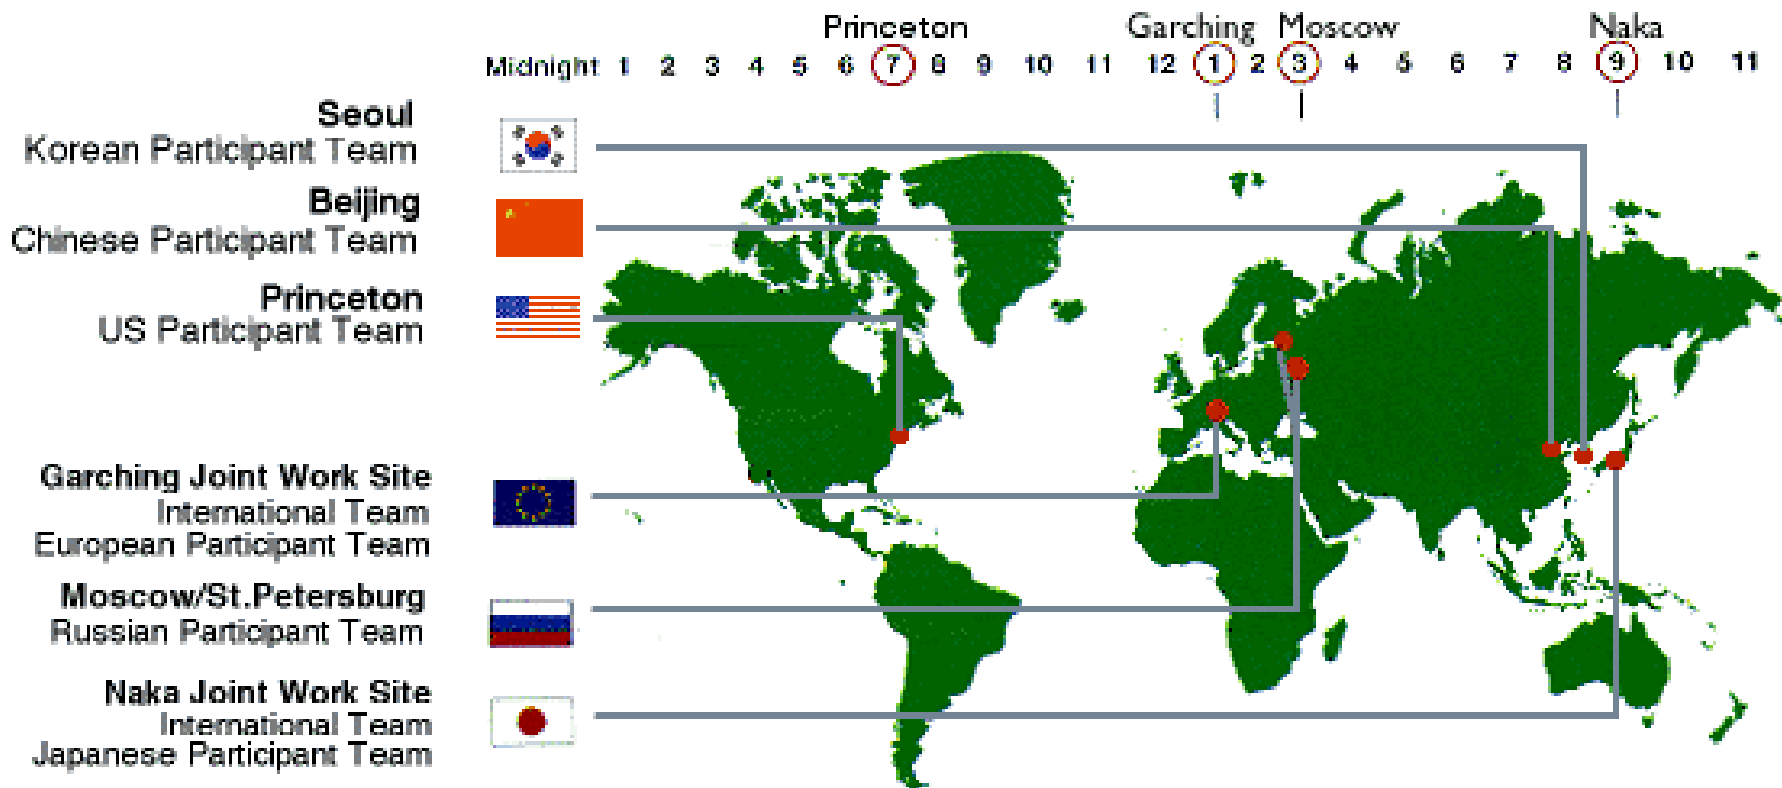 Princeton Garching Moscow Naka
Midnight 1 2 3 4 5 6 7 8 9 10 11 12 1 2 3 4 5 6 7 8 9 10 11
Seoul
Korean Participant Team
Beijing
Chinese Participant Team
Princeton
US Participant Team
Garching Joint Work Site
International Team
European Participant Team
Moscow/St.Petersburg
Russian Participant Team
Naka Joint Work Site
International Team
Japanese Participant Team